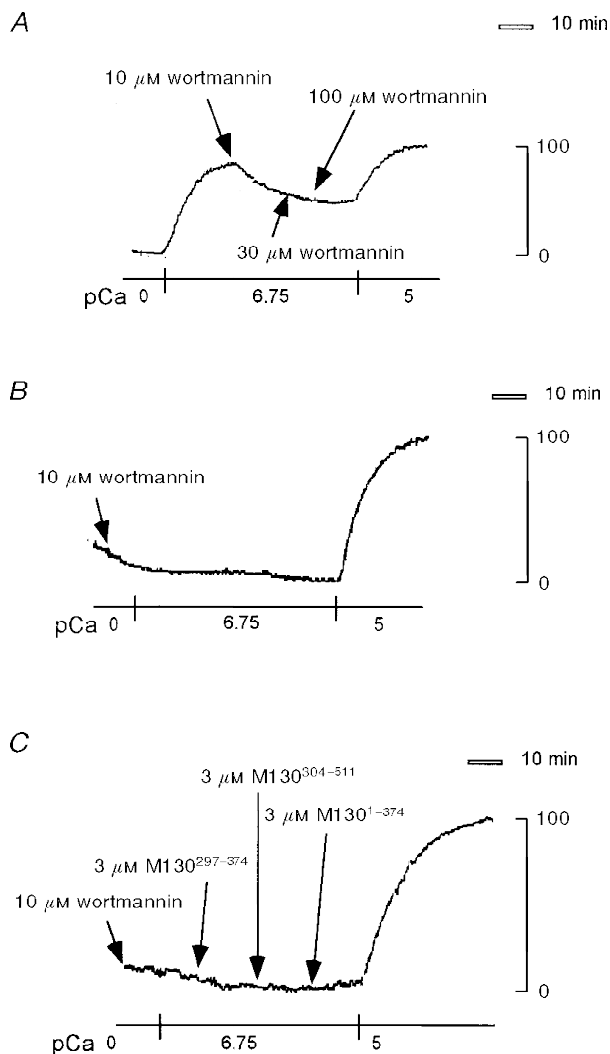 A
10 min
10 μM wortmannin
100 μM wortmannin
100
30 μM wortmannin
0
pCa 0 6.75 5
B
10 min
100
10 μM wortmannin
0
pCa 0 6.75 5
C
10 min
3 μM M130³⁰⁴⁻⁵¹¹
3 μM M130¹⁻³⁷⁴
100
3 μM M130²⁹⁷⁻³⁷⁴
10 μM wortmannin
0
pCa 0 6.75 5